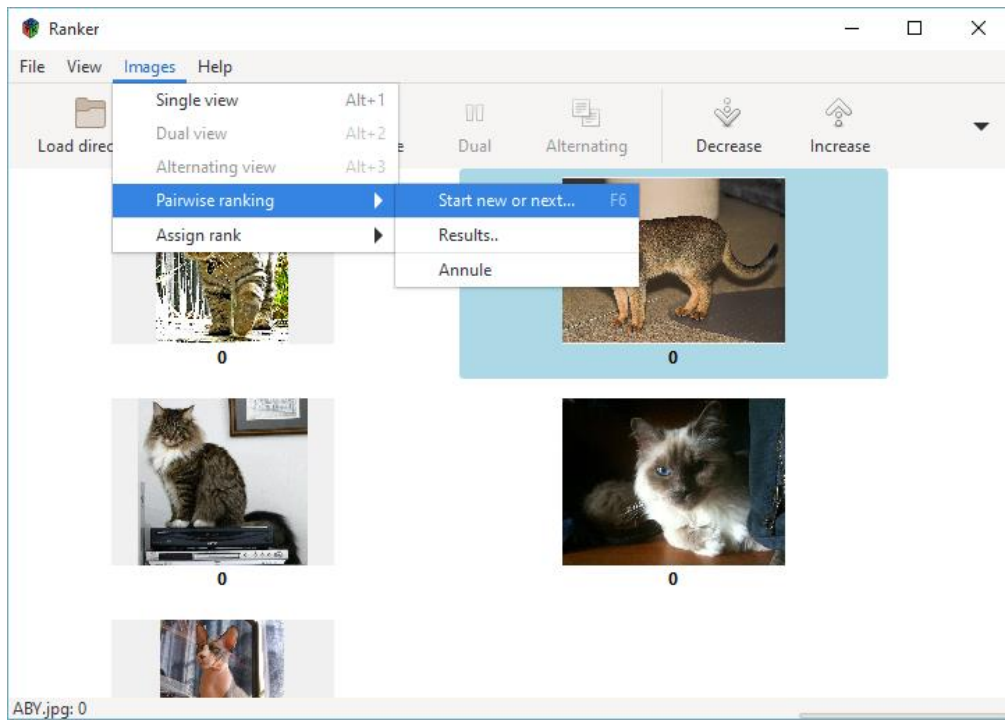 Ranker
File View Images Help
Single view Alt+1
Dual view Alt+2
Alternating view Alt+3
Pairwise ranking
Assign rank
Start new or next... F6
Results..
Annule
Load direc
e
Dual
Alternating
Decrease
Increase
0
0
0
0
ABY.jpg: 0